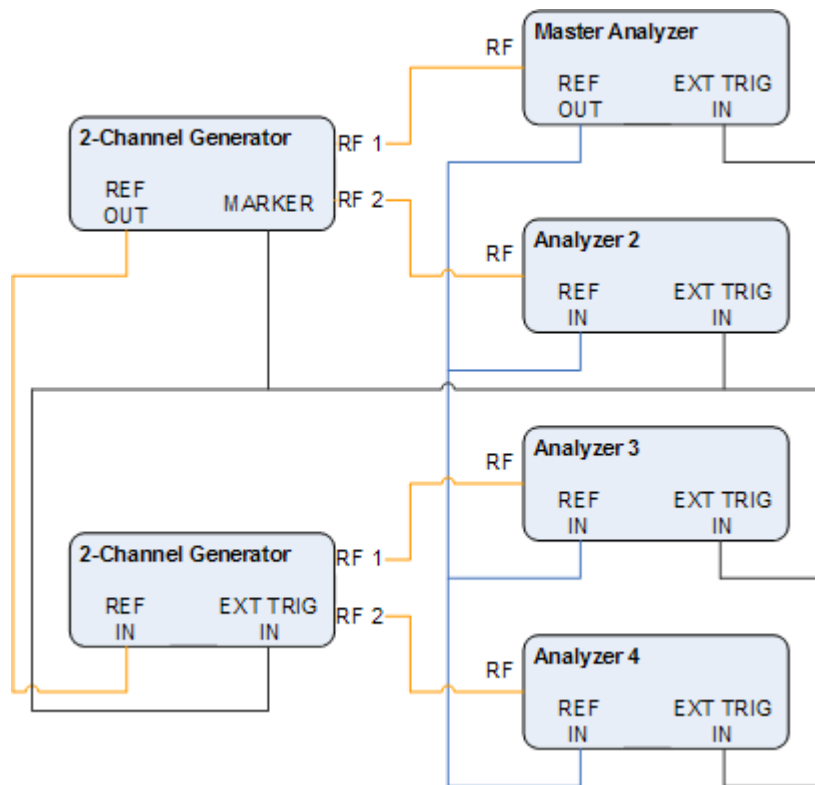 Master Analyzer
RF
REF EXT TRIG
OUT IN
2-Channel Generator
RF 1
REF
OUT MARKER
RF 2
Analyzer 2
RF
REF EXT TRIG
IN IN
Analyzer 3
RF
REF EXT TRIG
IN IN
2-Channel Generator
RF 1
REF EXT TRIG
IN IN
RF 2
Analyzer 4
RF
REF EXT TRIG
IN IN